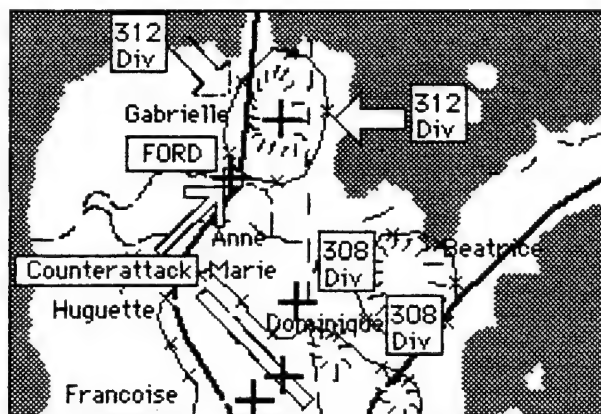 312
Div
Gabrielle
312
Div
FORD
Anne
Beatrice
308
Div
Counterattack
Marie
Huguette
Dominique
308
Div
Francoise